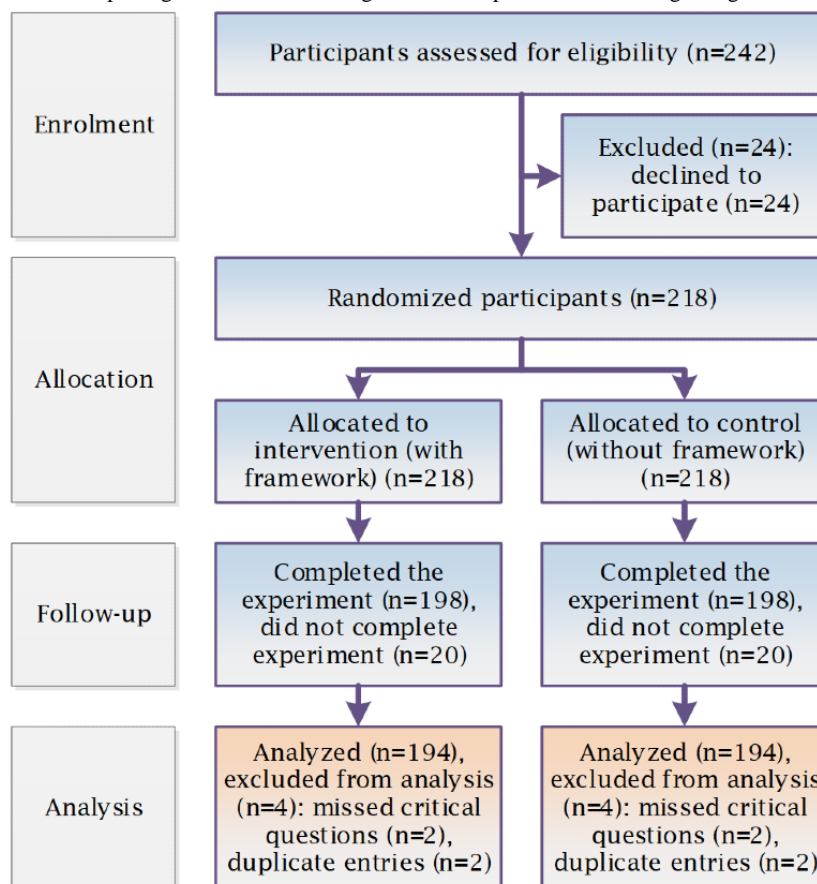 Participants assessed for eligibility (n=242)
Enrolment
Excluded (n=24):
declined to
participate (n=24)
Randomized participants (n=218)
Allocation
Allocated to
intervention (with
framework) (n=218)
Allocated to control
(without framework)
(n=218)
Follow-up
Completed the
experiment (n=198),
did not complete
experiment (n=20)
Completed the
experiment (n=198),
did not complete
experiment (n=20)
Analysis
Analyzed (n=194),
excluded from analysis
(n=4): missed critical
questions (n=2),
duplicate entries (n=2)
Analyzed (n=194),
excluded from analysis
(n=4): missed critical
questions (n=2),
duplicate entries (n=2)